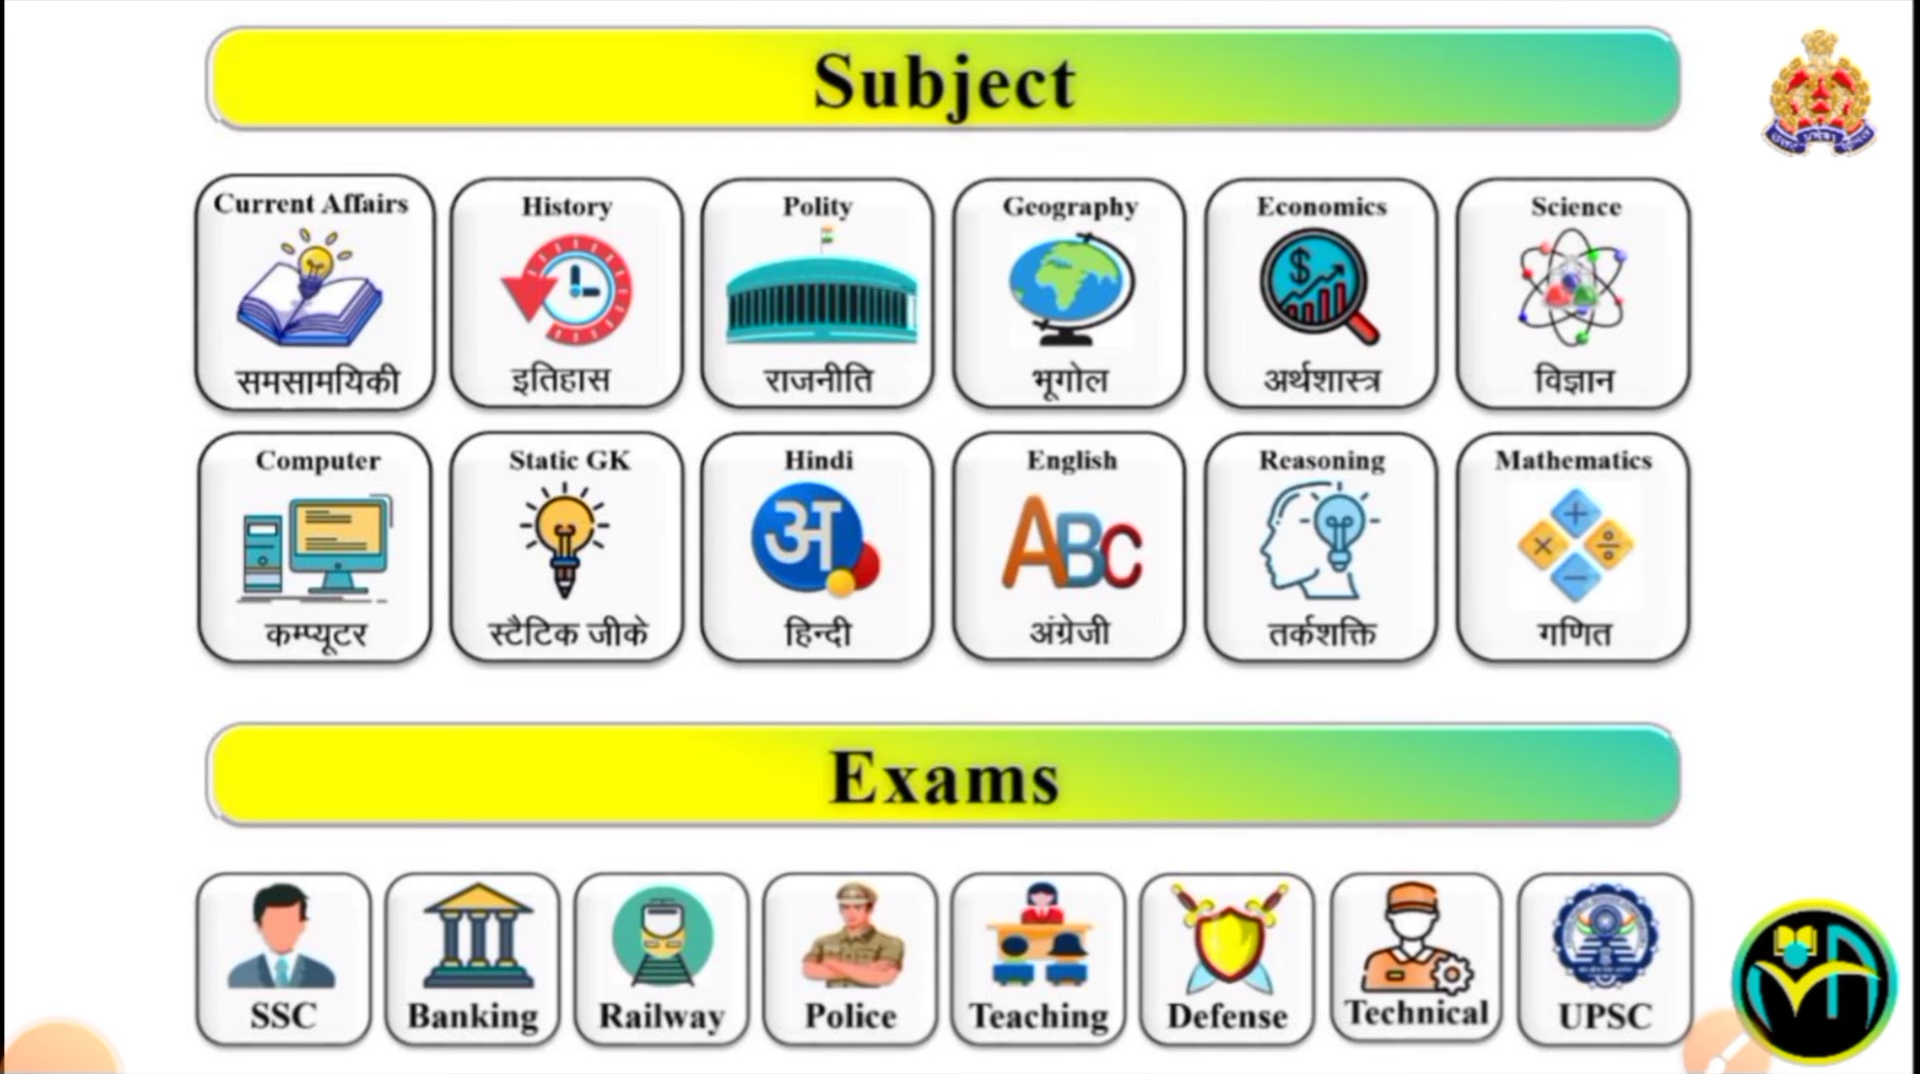 Subject
Current Affairs
समसामयिकी
History
इतिहास
Polity
राजनीति
Geography
भूगोल
Economics
$
अर्थशास्त्र
Science
विज्ञान
Computer
कम्प्यूटर
Static GK
स्टैटिक जीके
Hindi
अ
हिन्दी
English
ABC
अंग्रेजी
Reasoning
तर्कशक्ति
Mathematics
+
× ÷
−
गणित
Exams
SSC
Banking
Railway
Police
Teaching
Defense
Technical
UPSC